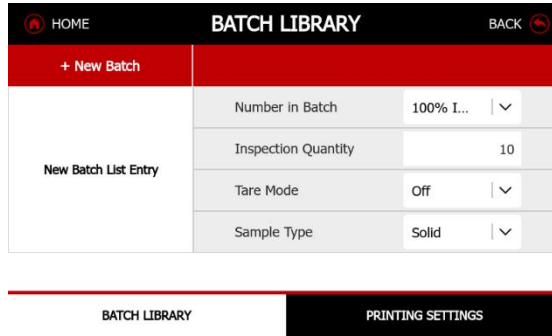 HOME BATCH LIBRARY BACK
+ New Batch
New Batch List Entry
Number in Batch 100% I...
Inspection Quantity 10
Tare Mode Off
Sample Type Solid
BATCH LIBRARY PRINTING SETTINGS